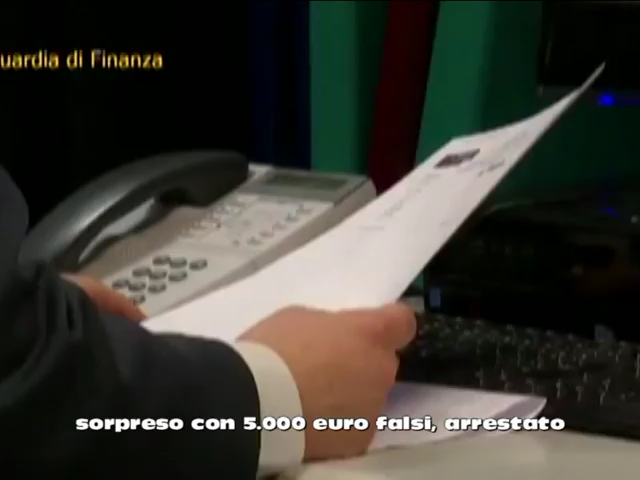 uardia di Finanza
sorpreso con 5.000 euro falsi, arrestato